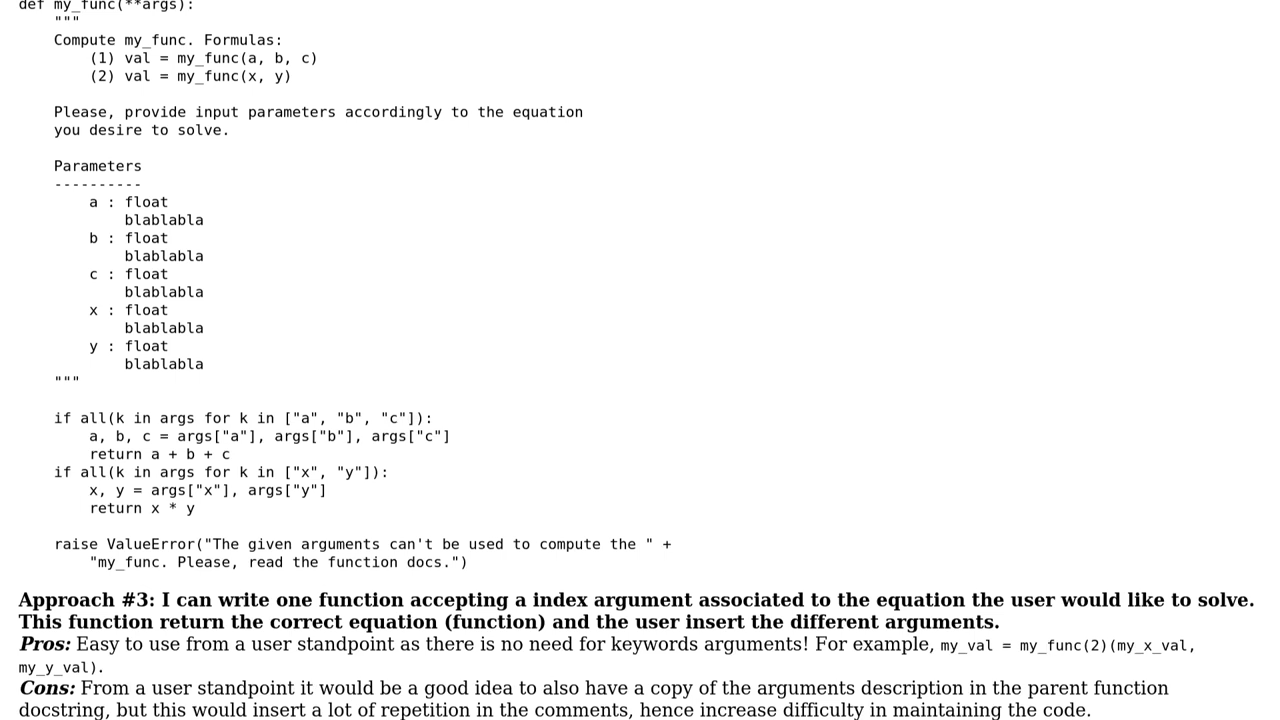 def my_func(**args):
    """
    Compute my_func. Formulas:
        (1) val = my_func(a, b, c)
        (2) val = my_func(x, y)

    Please, provide input parameters accordingly to the equation
    you desire to solve.

    Parameters
    ----------
        a : float
            blablabla
        b : float
            blablabla
        c : float
            blablabla
        x : float
            blablabla
        y : float
            blablabla
    """

    if all(k in args for k in ["a", "b", "c"]):
        a, b, c = args["a"], args["b"], args["c"]
        return a + b + c
    if all(k in args for k in ["x", "y"]):
        x, y = args["x"], args["y"]
        return x * y

    raise ValueError("The given arguments can't be used to compute the " +
        "my_func. Please, read the function docs.")
Approach #3: I can write one function accepting a index argument associated to the equation the user would like to solve.
This function return the correct equation (function) and the user insert the different arguments.
Pros: Easy to use from a user standpoint as there is no need for keywords arguments! For example, my_val = my_func(2)(my_x_val,
my_y_val).
Cons: From a user standpoint it would be a good idea to also have a copy of the arguments description in the parent function
docstring, but this would insert a lot of repetition in the comments, hence increase difficulty in maintaining the code.